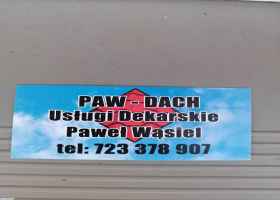 PAW - DACH
Usługi Dekarskie
Paweł Wąsiel
tel: 723 378 907